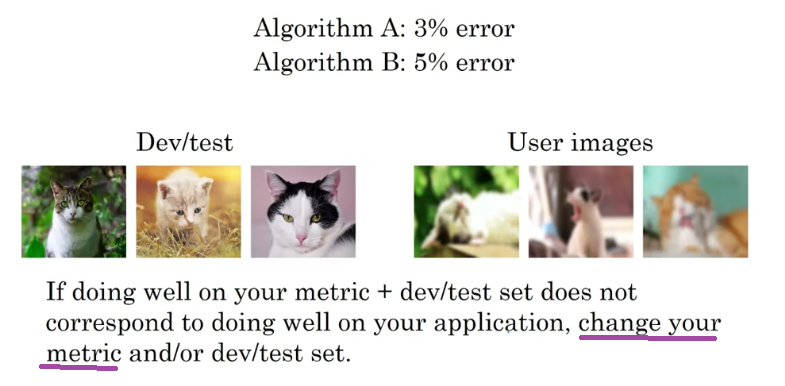 Algorithm A: 3% error
Algorithm B: 5% error
Dev/test
User images
If doing well on your metric + dev/test set does not
correspond to doing well on your application, change your
metric and/or dev/test set.